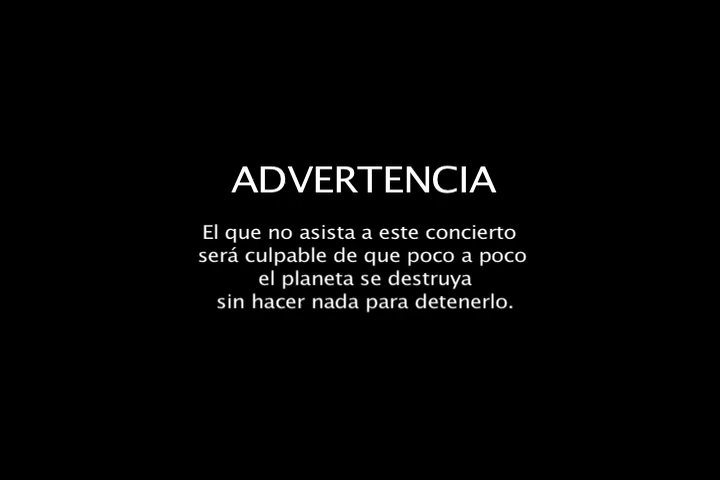 ADVERTENCIA
El que no asista a este concierto
será culpable de que poco a poco
el planeta se destruya
sin hacer nada para detenerlo.